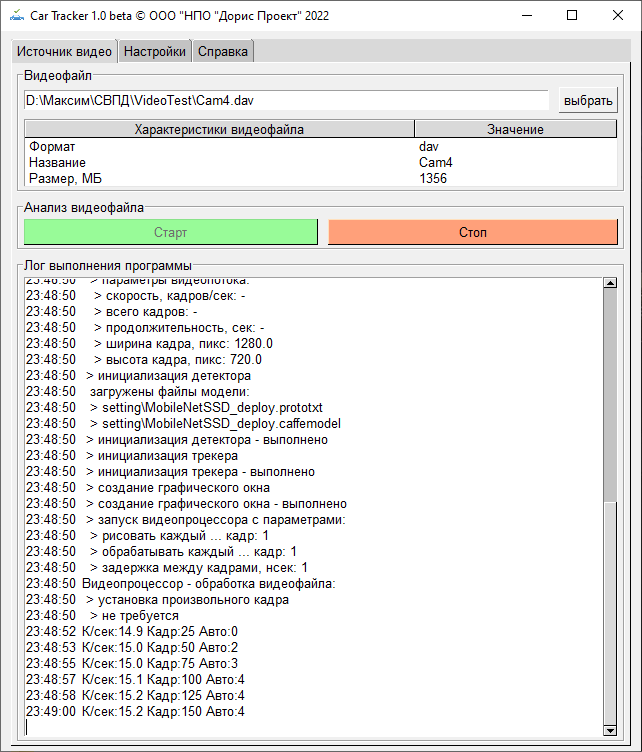 Car Tracker 1.0 beta © ООО "НПО "Дорис Проект" 2022
Источник видео Настройки Справка
Видеофайл
D:\Максим\СВПД\VideoTest\Cam4.dav выбрать
Характеристики видеофайла Значение
Формат dav
Название Cam4
Размер, МБ 1356
Анализ видеофайла
Старт Стоп
Лог выполнения программы
23:48:50 > параметры видеопотока:
23:48:50 > скорость, кадров/сек: -
23:48:50 > всего кадров: -
23:48:50 > продолжительность, сек: -
23:48:50 > ширина кадра, пикс: 1280.0
23:48:50 > высота кадра, пикс: 720.0
23:48:50 > инициализация детектора
23:48:50 загружены файлы модели:
23:48:50 > setting\MobileNetSSD_deploy.prototxt
23:48:50 > setting\MobileNetSSD_deploy.caffemodel
23:48:50 > инициализация детектора - выполнено
23:48:50 > инициализация трекера
23:48:50 > инициализация трекера - выполнено
23:48:50 > создание графического окна
23:48:50 > создание графического окна - выполнено
23:48:50 > запуск видеопроцессора с параметрами:
23:48:50 > рисовать каждый ... кадр: 1
23:48:50 > обрабатывать каждый ... кадр: 1
23:48:50 > задержка между кадрами, нсек: 1
23:48:50 Видеопроцессор - обработка видеофайла:
23:48:50 > установка произвольного кадра
23:48:50 > не требуется
23:48:52 К/сек:14.9 Кадр:25 Авто:0
23:48:53 К/сек:15.0 Кадр:50 Авто:2
23:48:55 К/сек:15.0 Кадр:75 Авто:3
23:48:57 К/сек:15.1 Кадр:100 Авто:4
23:48:58 К/сек:15.2 Кадр:125 Авто:4
23:49:00 К/сек:15.2 Кадр:150 Авто:4